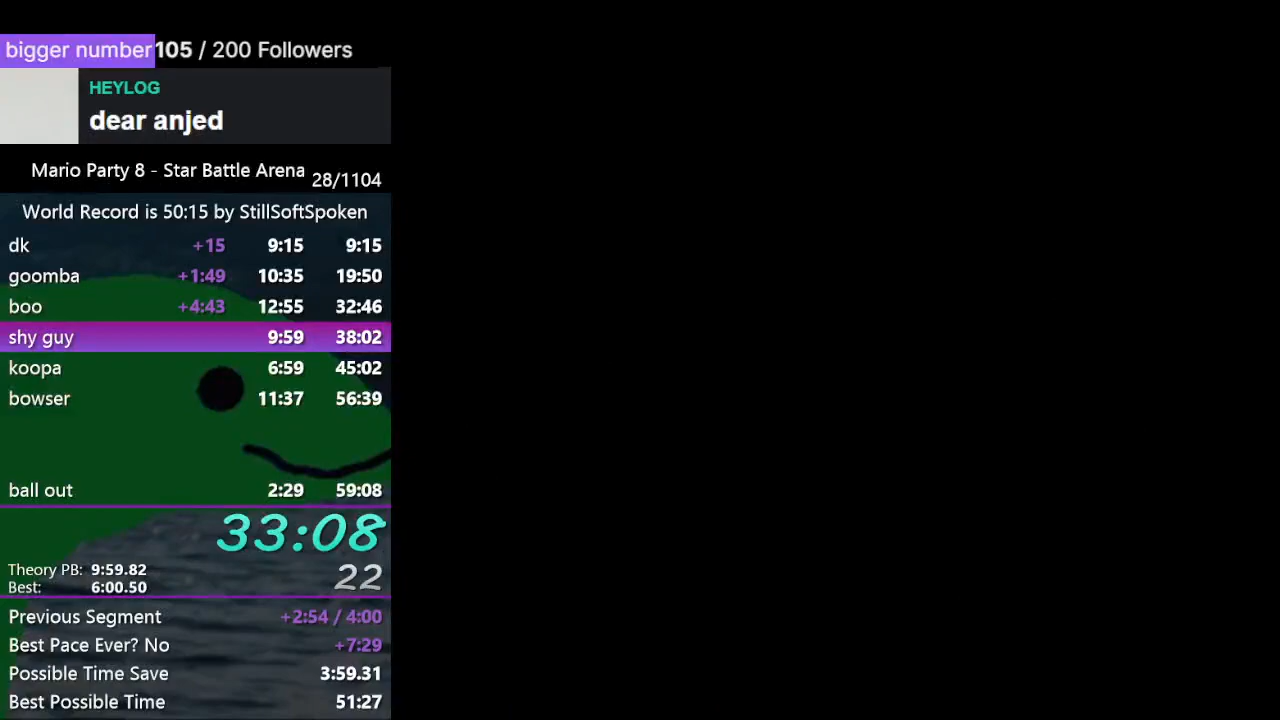 bigger number 105 / 200 Followers
HEYLOG
dear anjed
Mario Party 8 - Star Battle Arena
28/1104
World Record is 50:15 by StillSoftSpoken
dk +15 9:15 9:15
goomba +1:49 10:35 19:50
boo +4:43 12:55 32:46
shy guy 9:59 38:02
koopa 6:59 45:02
bowser 11:37 56:39
ball out 2:29 59:08
33:08
Theory PB: 9:59.82
Best: 6:00.50
22
Previous Segment +2:54 / 4:00
Best Pace Ever? No +7:29
Possible Time Save 3:59.31
Best Possible Time 51:27